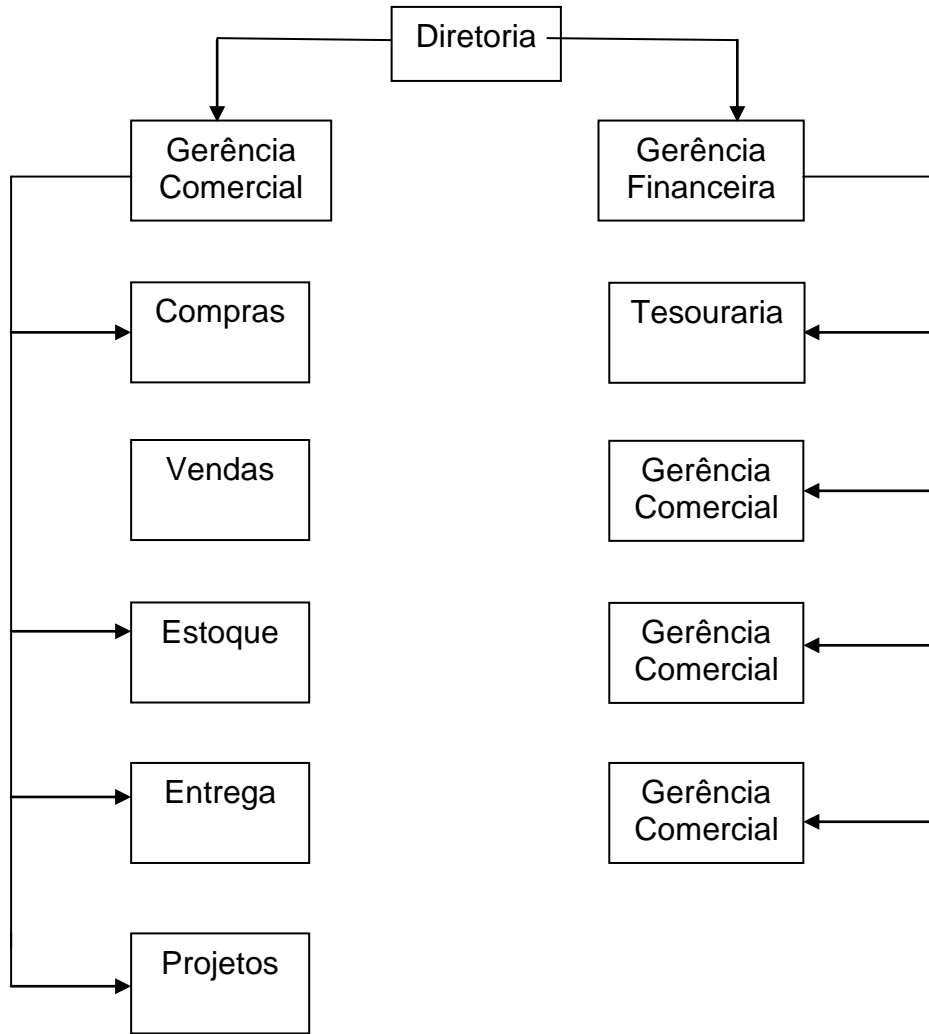 Diretoria
Gerência
Comercial
Gerência
Financeira
Compras
Tesouraria
Vendas
Gerência
Comercial
Estoque
Gerência
Comercial
Entrega
Gerência
Comercial
Projetos